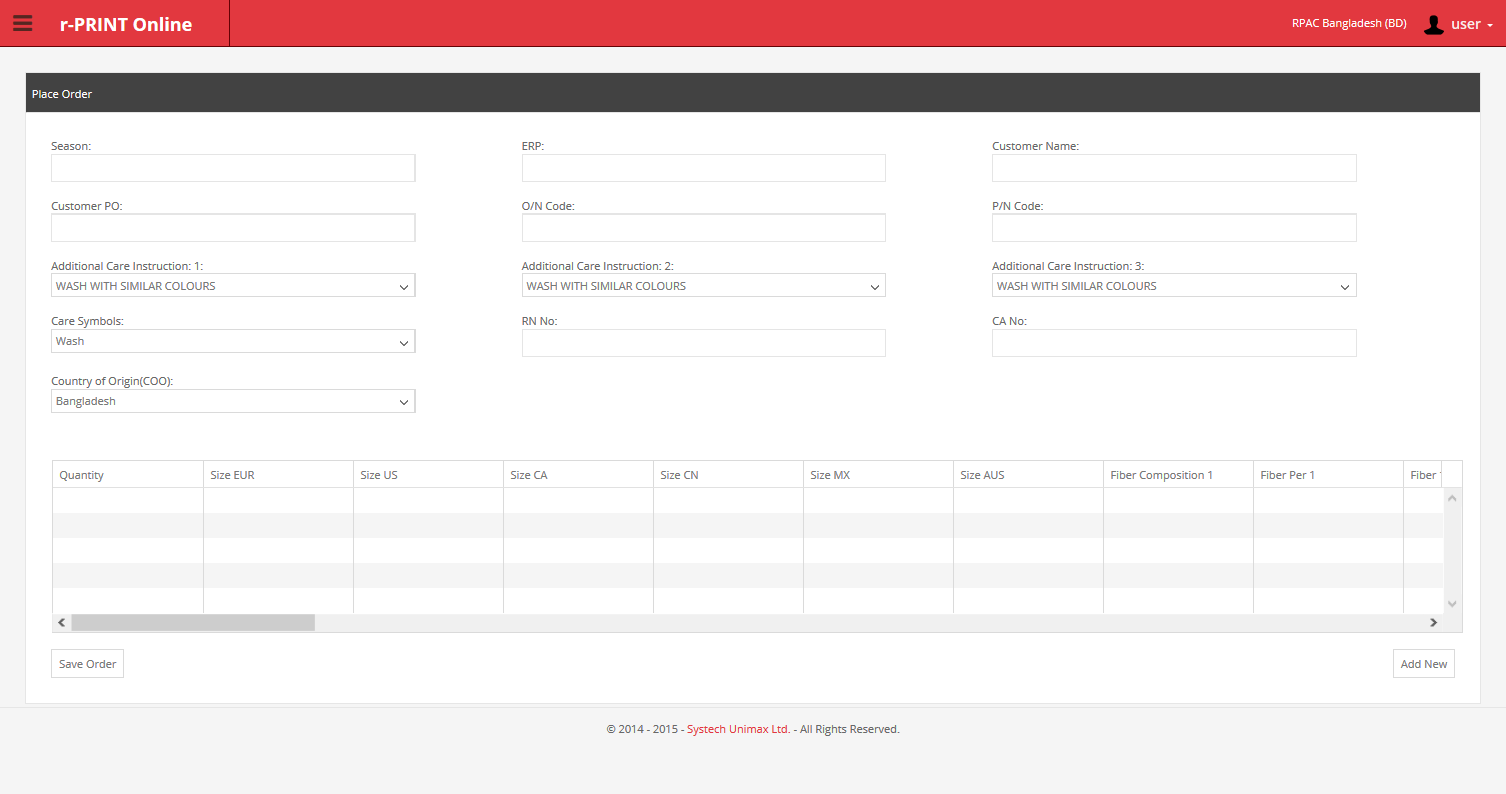 r-PRINT Online RPAC Bangladesh (BD) user
Place Order
Season: ERP: Customer Name:
Customer PO: O/N Code: P/N Code:
Additional Care Instruction: 1: Additional Care Instruction: 2: Additional Care Instruction: 3:
WASH WITH SIMILAR COLOURS WASH WITH SIMILAR COLOURS WASH WITH SIMILAR COLOURS
Care Symbols: RN No: CA No:
Wash
Country of Origin(COO):
Bangladesh
Quantity Size EUR Size US Size CA Size CN Size MX Size AUS Fiber Composition 1 Fiber Per 1 Fiber
Save Order Add New
© 2014 - 2015 - Systech Unimax Ltd. - All Rights Reserved.